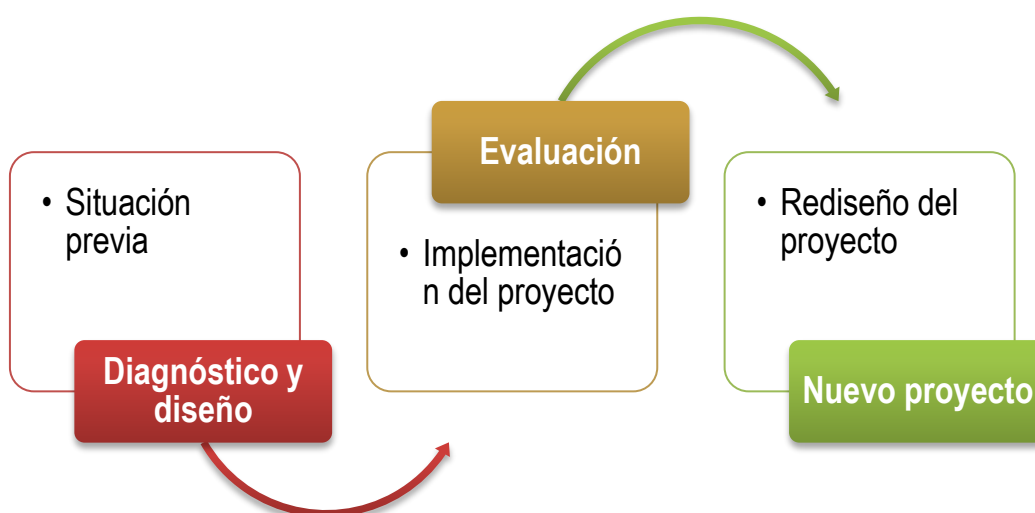 • Situación
previa
Diagnóstico y
diseño
Evaluación
• Implementació
n del proyecto
• Rediseño del
proyecto
Nuevo proyecto